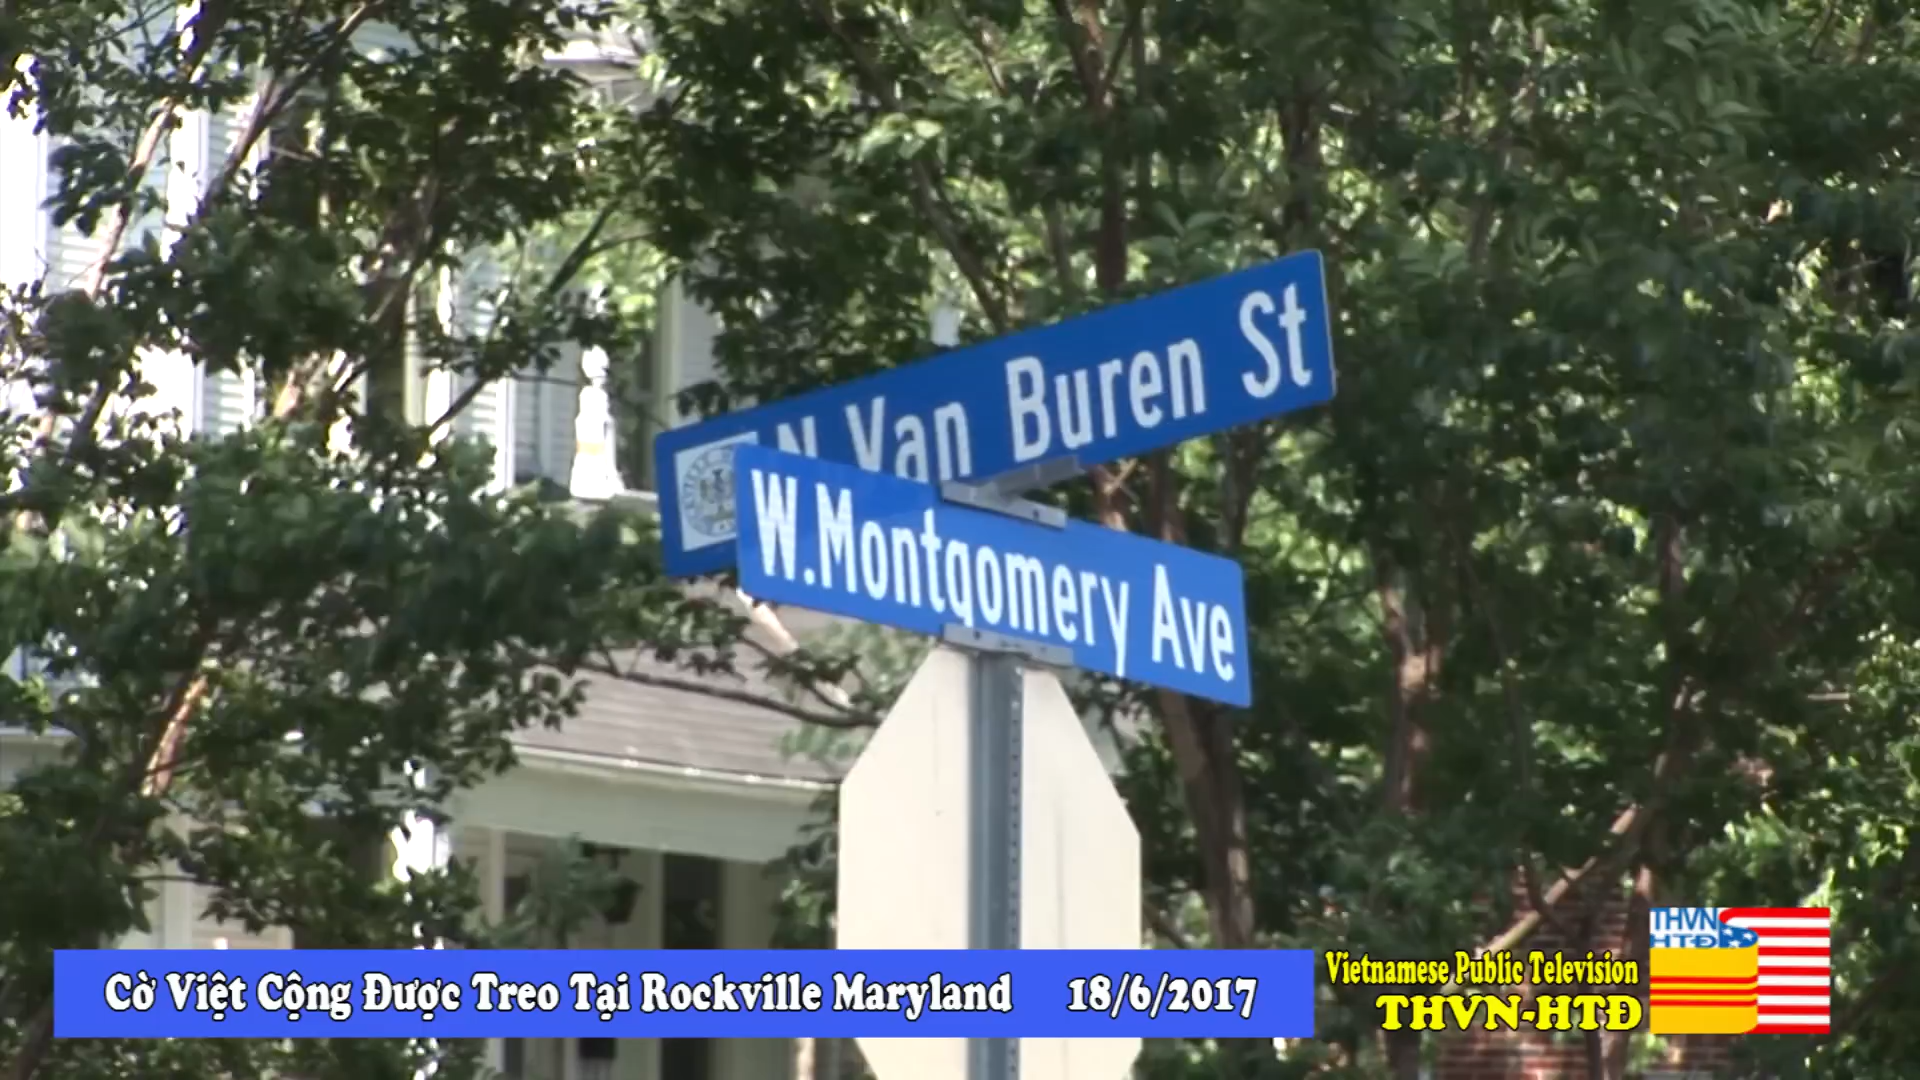 N Van Buren St
W.Montgomery Ave
Cờ Việt Cộng Được Treo Tại Rockville Maryland 18/6/2017
Vietnamese Public Television
THVN-HTĐ
THVN
HTĐ